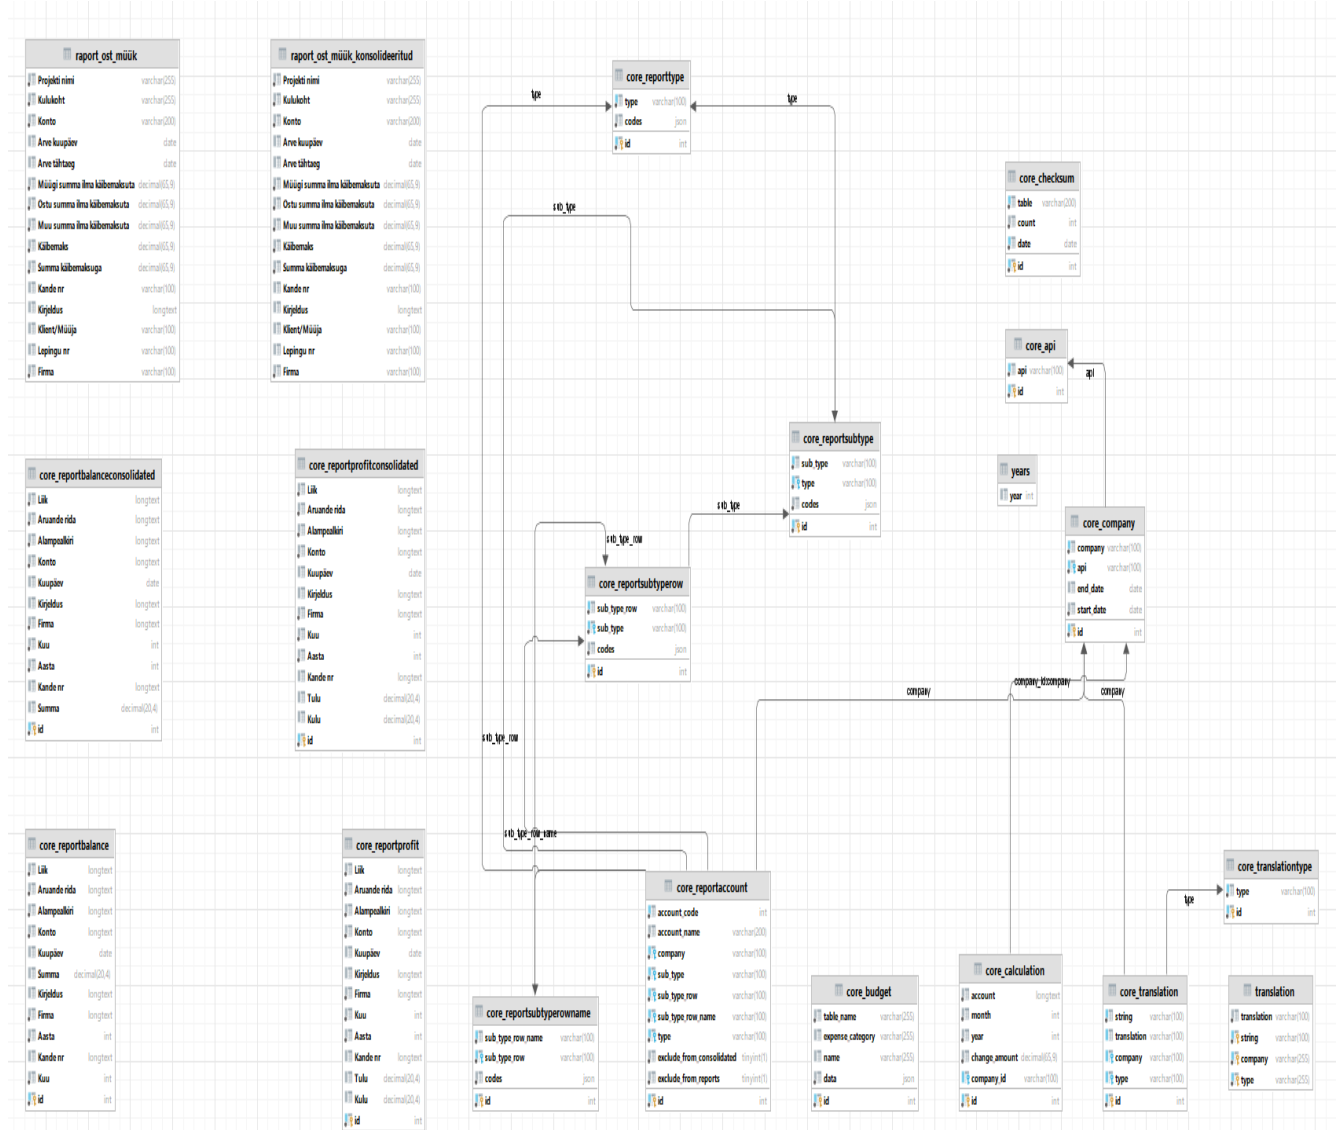 raport_ost_müük
Projekti nimi varchar(255)
Kulukoht varchar(255)
Konto varchar(200)
Arve kuupäev date
Arve tähtaeg date
Müügi summa ilma käibemaksuta decimal(65,9)
Ostu summa ilma käibemaksuta decimal(65,9)
Muu summa ilma käibemaksuta decimal(65,9)
Käibemaks decimal(65,9)
Summa käibemaksuga decimal(65,9)
Kande nr varchar(100)
Kirjeldus longtext
Klient/Müüja varchar(100)
Lepingu nr varchar(100)
Firma varchar(100)
raport_ost_müük_konsolideeritud
Projekti nimi varchar(255)
Kulukoht varchar(255)
Konto varchar(200)
Arve kuupäev date
Arve tähtaeg date
Müügi summa ilma käibemaksuta decimal(65,9)
Ostu summa ilma käibemaksuta decimal(65,9)
Muu summa ilma käibemaksuta decimal(65,9)
Käibemaks decimal(65,9)
Summa käibemaksuga decimal(65,9)
Kande nr varchar(100)
Kirjeldus longtext
Klient/Müüja varchar(100)
Lepingu nr varchar(100)
Firma varchar(100)
core_reporttype
type varchar(100)
codes json
id int
type
type
sub_type
core_checksum
table varchar(200)
count int
date date
id int
core_api
api varchar(100)
id int
api
core_reportsubtype
sub_type varchar(100)
type varchar(100)
codes json
id int
years
year int
core_company
company varchar(100)
api varchar(100)
end_date date
start_date date
id int
core_reportbalanceconsolidated
Liik longtext
Aruande rida longtext
Alampealkiri longtext
Konto longtext
Kuupäev date
Kirjeldus longtext
Firma longtext
Kuu int
Aasta int
Kande nr longtext
Summa decimal(20,4)
id int
core_reportprofitconsolidated
Liik longtext
Aruande rida longtext
Alampealkiri longtext
Konto longtext
Kuupäev date
Kirjeldus longtext
Firma longtext
Kuu int
Aasta int
Kande nr longtext
Tulu decimal(20,4)
Kulu decimal(20,4)
id int
sub_type
sub_type_row
core_reportsubtyperow
sub_type_row varchar(100)
sub_type varchar(100)
codes json
id int
company
company_id:company
company
sub_type_row
sub_type_row_name
core_reportbalance
Liik longtext
Aruande rida longtext
Alampealkiri longtext
Konto longtext
Kuupäev date
Summa decimal(20,4)
Kirjeldus longtext
Firma longtext
Aasta int
Kande nr longtext
Kuu int
id int
core_reportprofit
Liik longtext
Aruande rida longtext
Alampealkiri longtext
Konto longtext
Kuupäev date
Kirjeldus longtext
Firma longtext
Kuu int
Aasta int
Kande nr longtext
Tulu decimal(20,4)
Kulu decimal(20,4)
id int
core_reportsubtyperowname
sub_type_row_name varchar(100)
sub_type_row varchar(100)
codes json
id int
core_reportaccount
account_code int
account_name varchar(200)
company varchar(100)
sub_type varchar(100)
sub_type_row varchar(100)
sub_type_row_name varchar(100)
type varchar(100)
exclude_from_consolidated tinyint(1)
exclude_from_reports tinyint(1)
id int
core_budget
table_name varchar(255)
expense_category varchar(255)
name varchar(255)
data json
id int
core_calculation
account longtext
month int
year int
change_amount decimal(65,9)
company_id varchar(100)
id int
core_translation
string varchar(100)
translation varchar(100)
company varchar(100)
type varchar(100)
id int
type
core_translationtype
type varchar(100)
id int
translation
translation varchar(100)
string varchar(100)
company varchar(255)
type varchar(255)